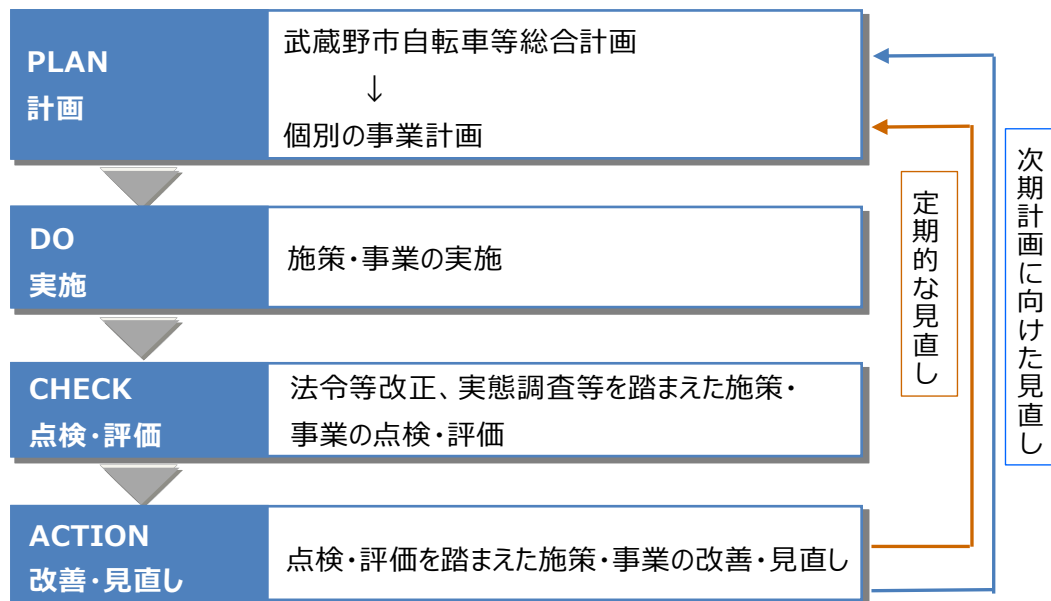 PLAN
計画
武蔵野市自転車等総合計画
↓
個別の事業計画
DO
実施
施策・事業の実施
CHECK
点検・評価
法令等改正、実態調査等を踏まえた施策・
事業の点検・評価
ACTION
改善・見直し
点検・評価を踏まえた施策・事業の改善・見直し
定期的な見直し
次期計画に向けた見直し